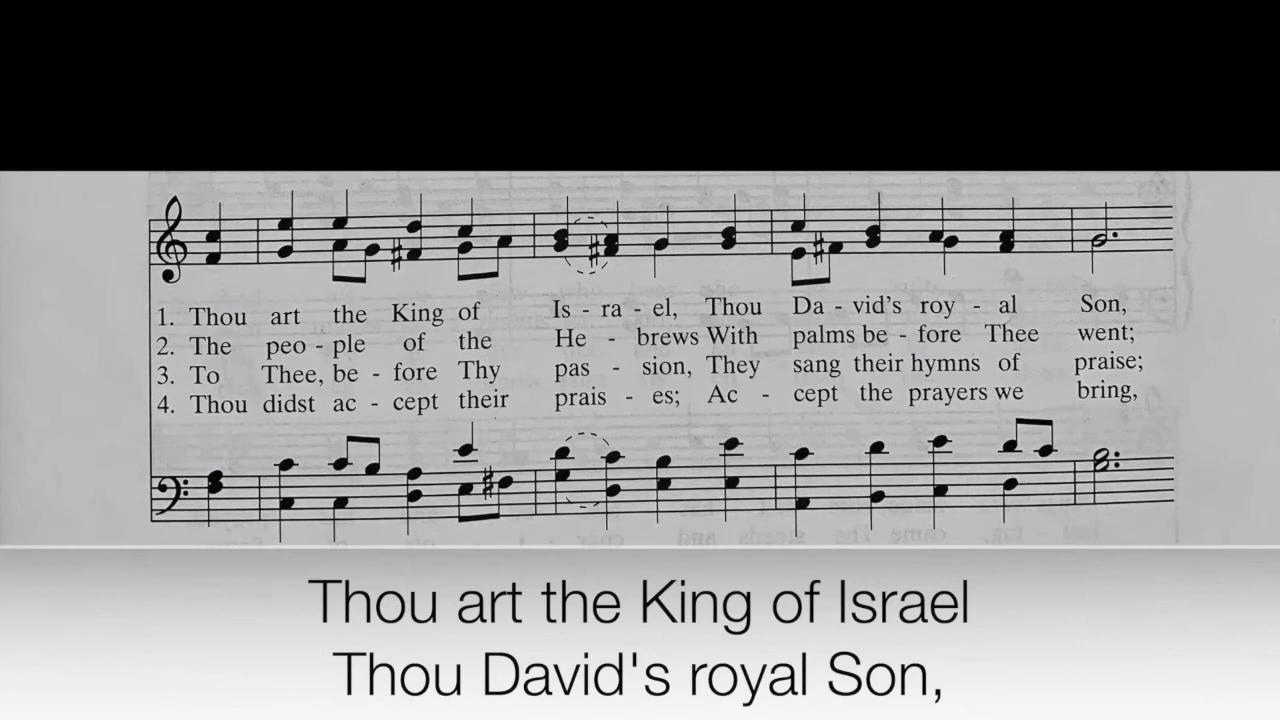 1. Thou art the King of Is - ra - el, Thou Da - vid's roy - al Son,
2. The peo - ple of the He - brews With palms be - fore Thee went;
3. To Thee, be - fore Thy pas - sion, They sang their hymns of praise;
4. Thou didst ac - cept their prais - es; Ac - cept the prayers we bring,
Thou art the King of Israel
Thou David's royal Son,